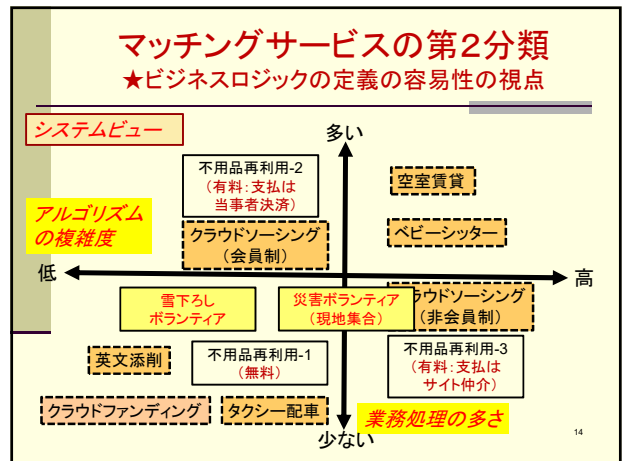 マッチングサービスの第2分類
★ビジネスロジックの定義の容易性の視点
システムビュー
多い
不用品再利用-2
(有料:支払は
当事者決済)
空室賃貸
アルゴリズム
の複雑度
クラウドソーシング
(会員制)
ベビーシッター
低
高
雪下ろし
ボランティア
災害ボランティア
(現地集合)
ラウドソーシング
(非会員制)
英文添削
不用品再利用-1
(無料)
不用品再利用-3
(有料:支払は
サイト仲介)
クラウドファンディング
タクシー配車
業務処理の多さ
少ない
14